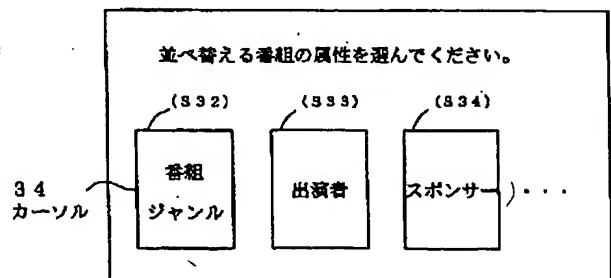 並べ替える番組の属性を選んでください。
(S32) (S33) (S34)
番組
ジャンル
出演者
スポンサー
・・・
34
カーソル